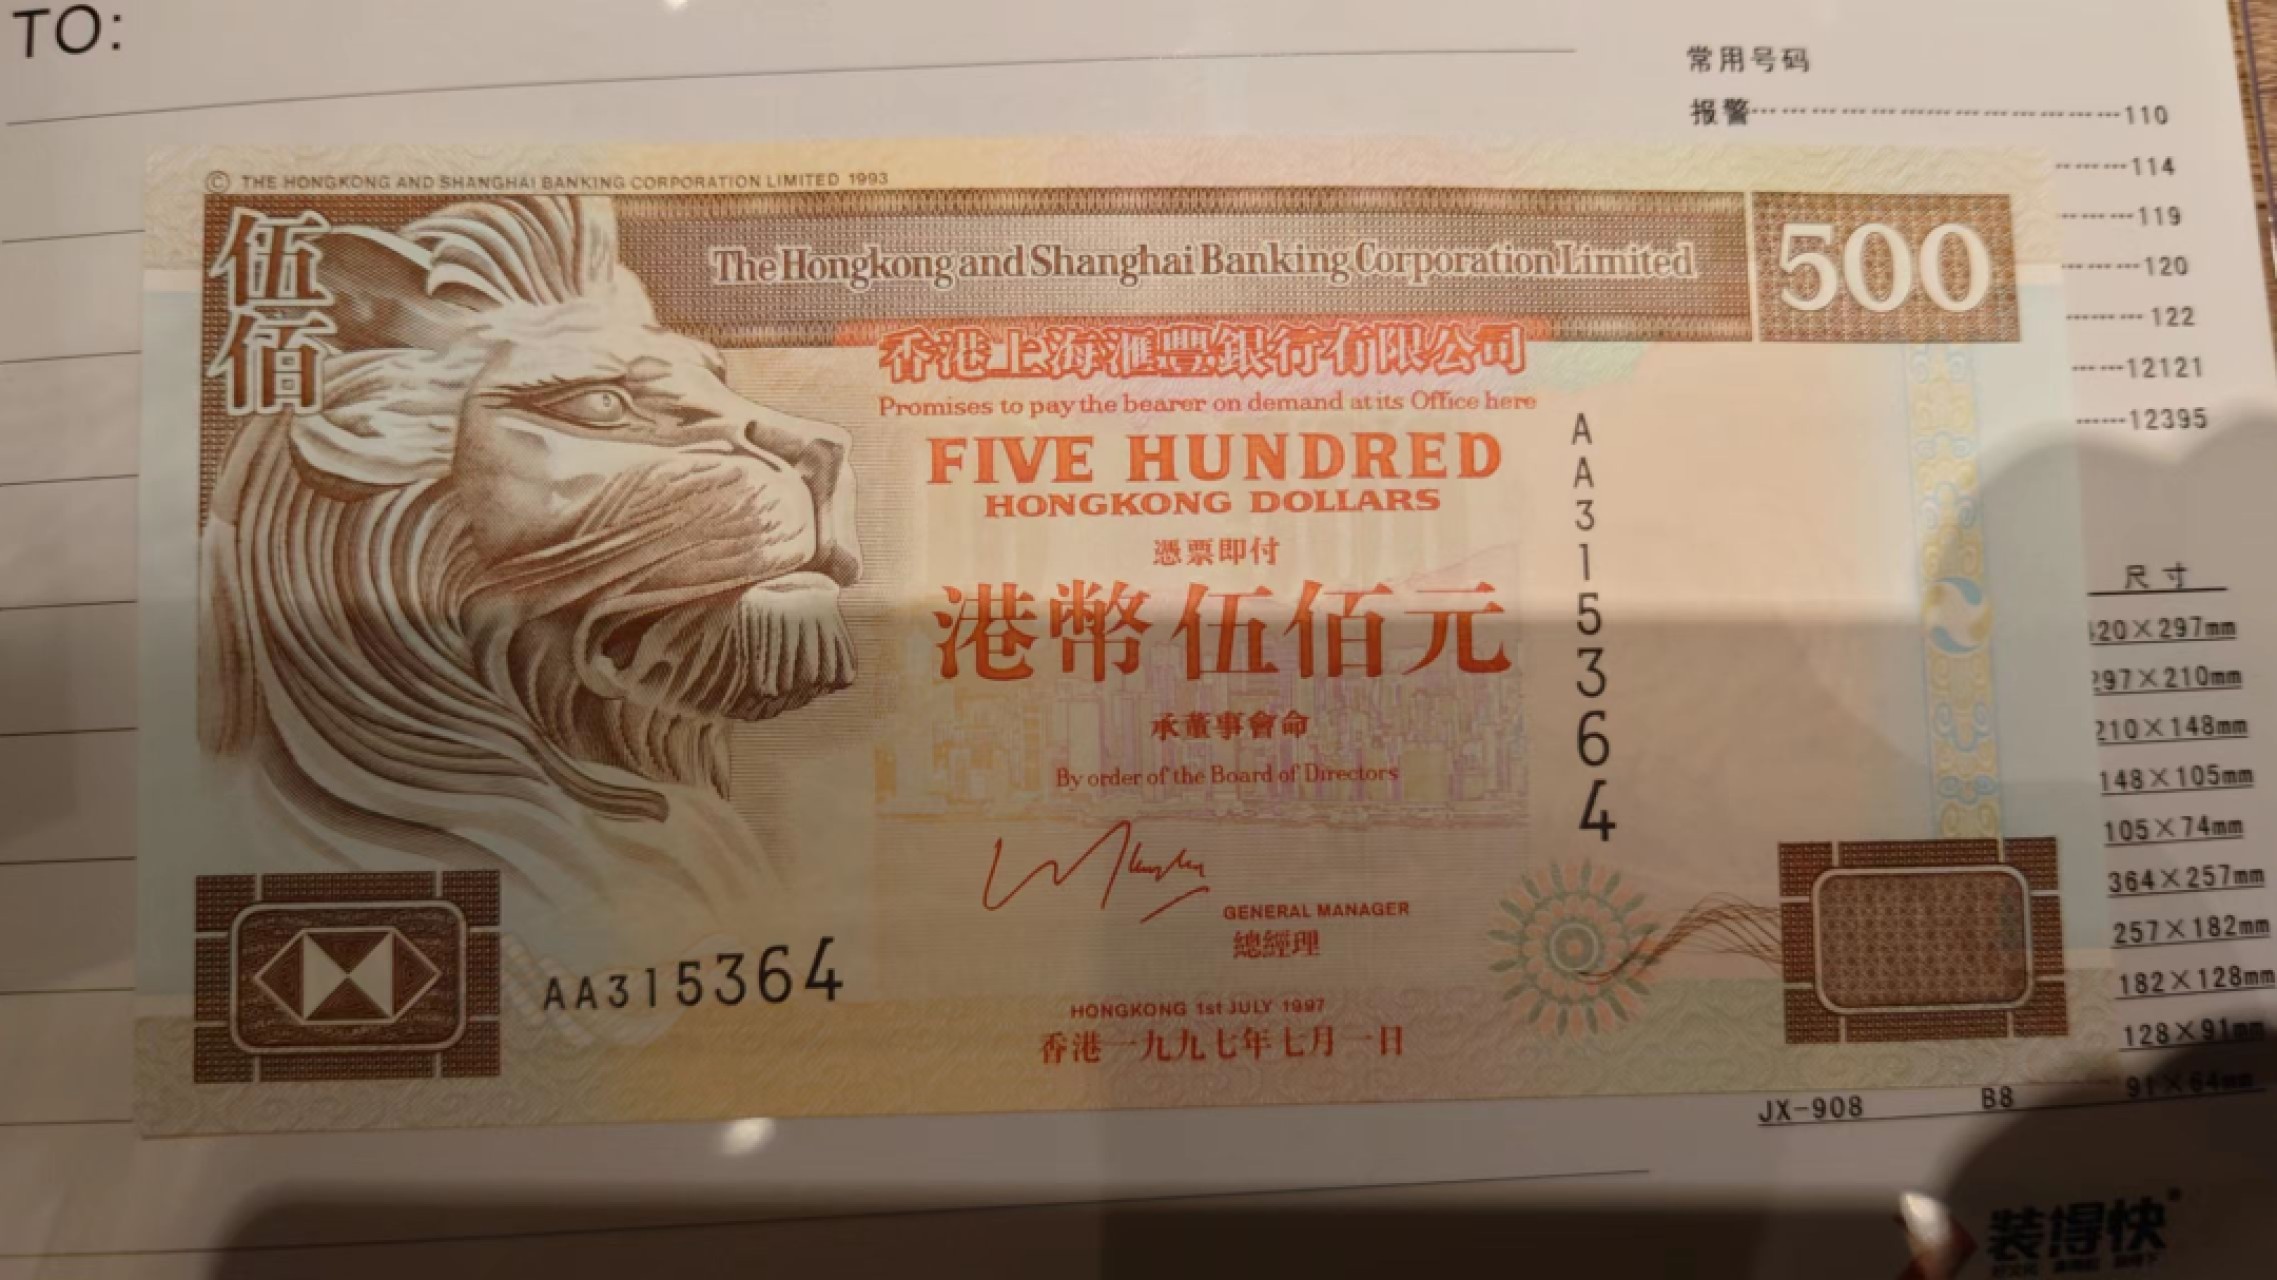 TO:
常用号码
报警---------------------110
------114
------119
------120
------122
------12121
------12395
© THE HONGKONG AND SHANGHAI BANKING CORPORATION LIMITED 1993
伍佰
The Hongkong and Shanghai Banking Corporation Limited
500
香港上海滙豐銀行有限公司
Promises to pay the bearer on demand at its Office here
FIVE HUNDRED
HONGKONG DOLLARS
憑票即付
港幣伍佰元
承董事會命
By order of the Board of Directors
GENERAL MANAGER
總經理
HONGKONG 1st JULY 1997
香港一九九七年七月一日
AA315364
AA315364
尺寸
20×297mm
297×210mm
210×148mm
148×105mm
105×74mm
364×257mm
257×182mm
182×128mm
128×91mm
91×64mm
JX-908 B8
装得快